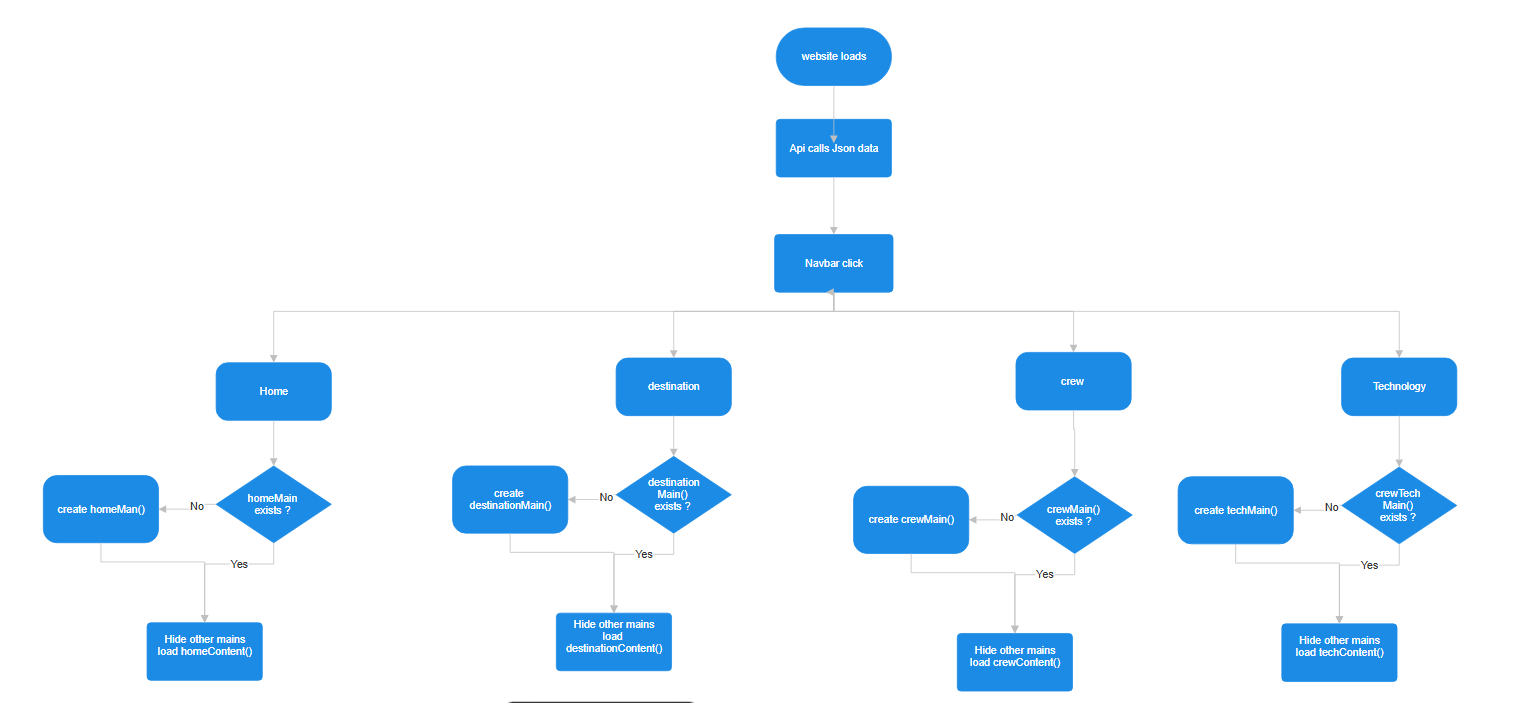 website loads
Api calls Json data
Navbar click
Home
destination
crew
Technology
homeMain
exists ?
No
create homeMan()
Yes
Hide other mains
load homeContent()
destination
Main()
exists ?
No
create
destinationMain()
Yes
Hide other mains
load
destinationContent()
crewMain()
exists ?
No
create crewMain()
Yes
Hide other mains
load crewContent()
crewTech
Main()
exists ?
No
create techMain()
Yes
Hide other mains
load techContent()